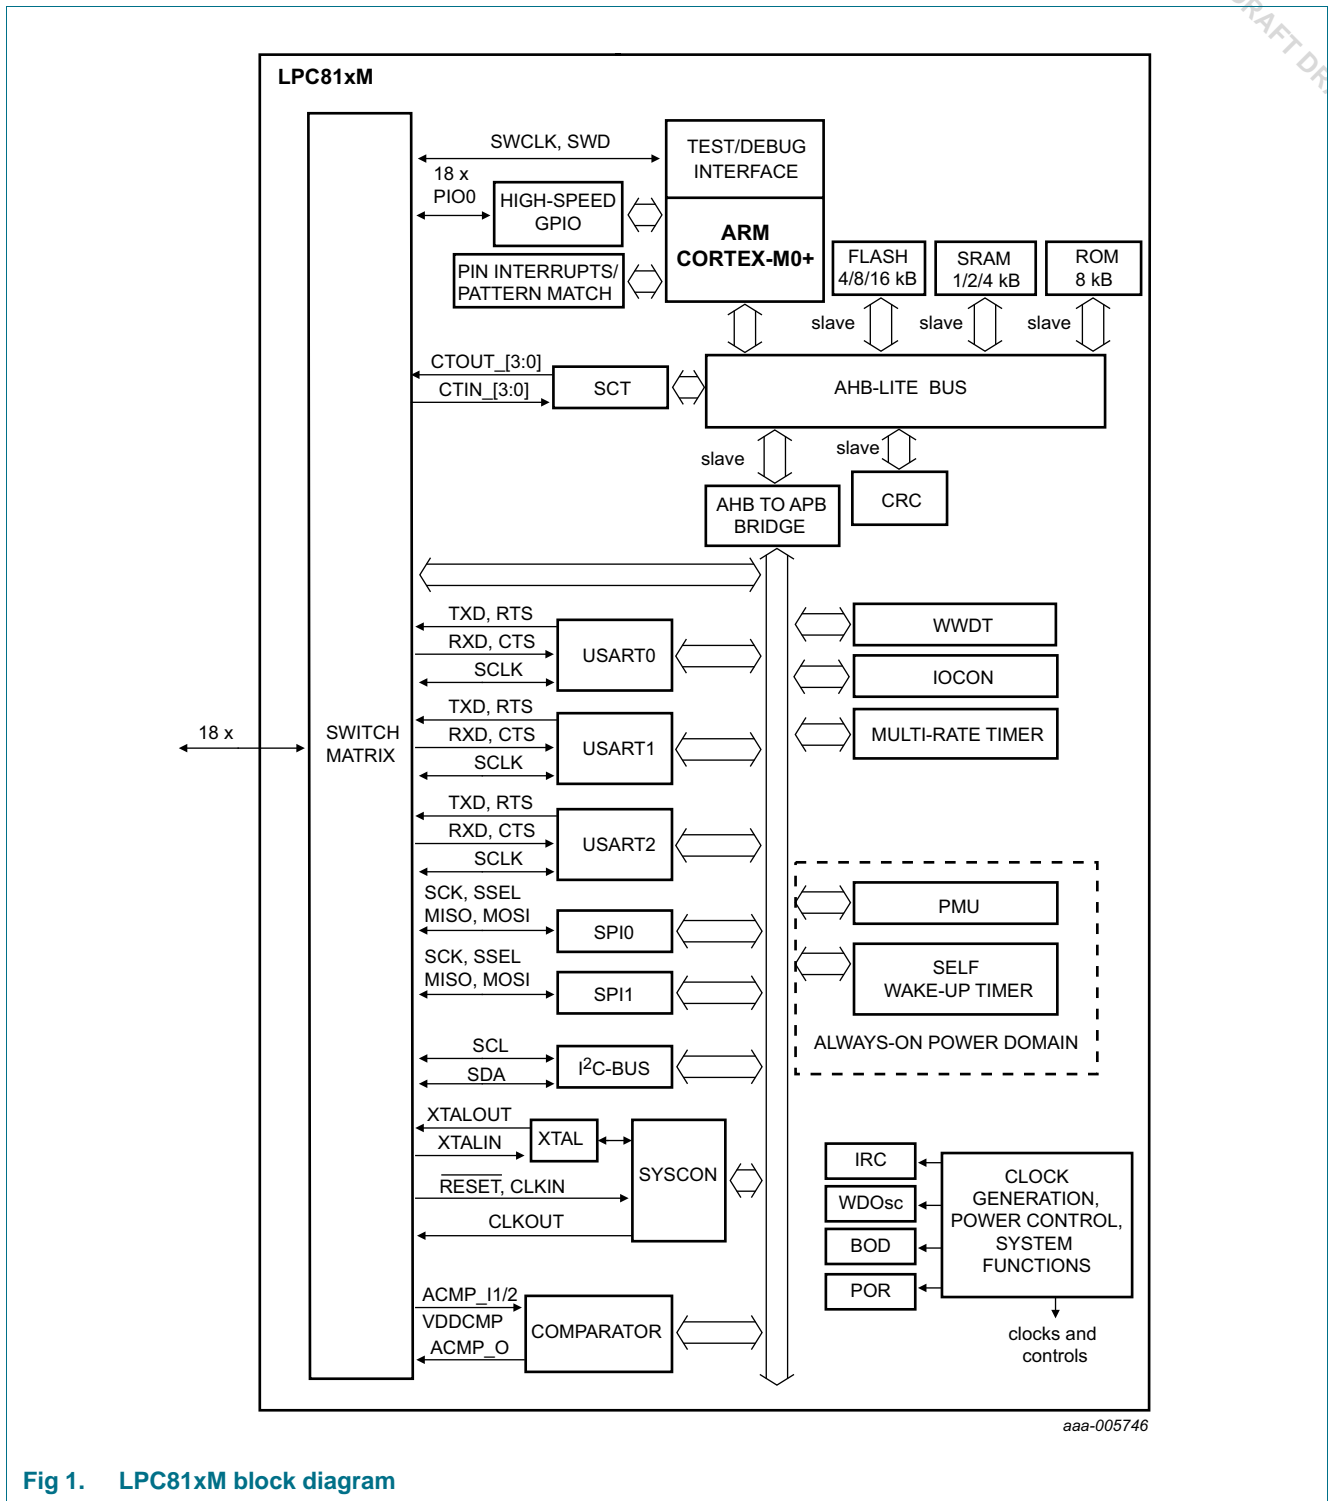 DRAFT DRA
LPC81xM
SWCLK, SWD
TEST/DEBUG
INTERFACE
18 x
PIO0
HIGH-SPEED
GPIO
ARM
CORTEX-M0+
PIN INTERRUPTS/
PATTERN MATCH
FLASH
4/8/16 kB
SRAM
1/2/4 kB
ROM
8 kB
slave
slave
slave
CTOUT_[3:0]
CTIN_[3:0]
SCT
AHB-LITE BUS
slave
slave
AHB TO APB
BRIDGE
CRC
TXD, RTS
RXD, CTS
SCLK
USART0
WWDT
IOCON
18 x
SWITCH
MATRIX
TXD, RTS
RXD, CTS
SCLK
USART1
MULTI-RATE TIMER
TXD, RTS
RXD, CTS
SCLK
USART2
SCK, SSEL
MISO, MOSI
SPI0
PMU
SCK, SSEL
MISO, MOSI
SPI1
SELF
WAKE-UP TIMER
ALWAYS-ON POWER DOMAIN
SCL
SDA
I2C-BUS
XTALOUT
XTALIN
XTAL
RESET, CLKIN
CLKOUT
SYSCON
IRC
WDOsc
BOD
POR
CLOCK
GENERATION,
POWER CONTROL,
SYSTEM
FUNCTIONS
clocks and
controls
ACMP_I1/2
VDDCMP
ACMP_O
COMPARATOR
aaa-005746
Fig 1. LPC81xM block diagram